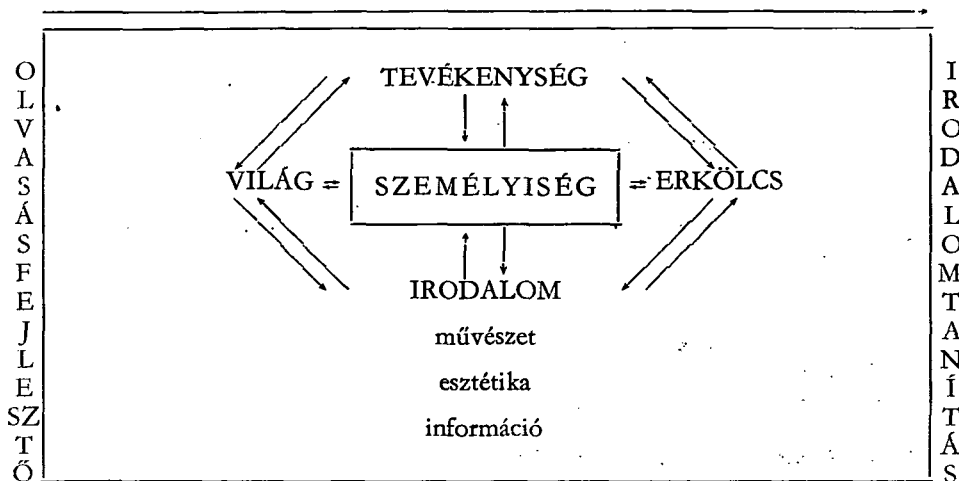 OLVASÁSFEJLESZTŐ
TEVÉKENYSÉG
VILÁG ⇌ SZEMÉLYISÉG ⇌ ERKÖLCS
IRODALOM
művészet
esztétika
információ
IRODALOMTANÍTÁS